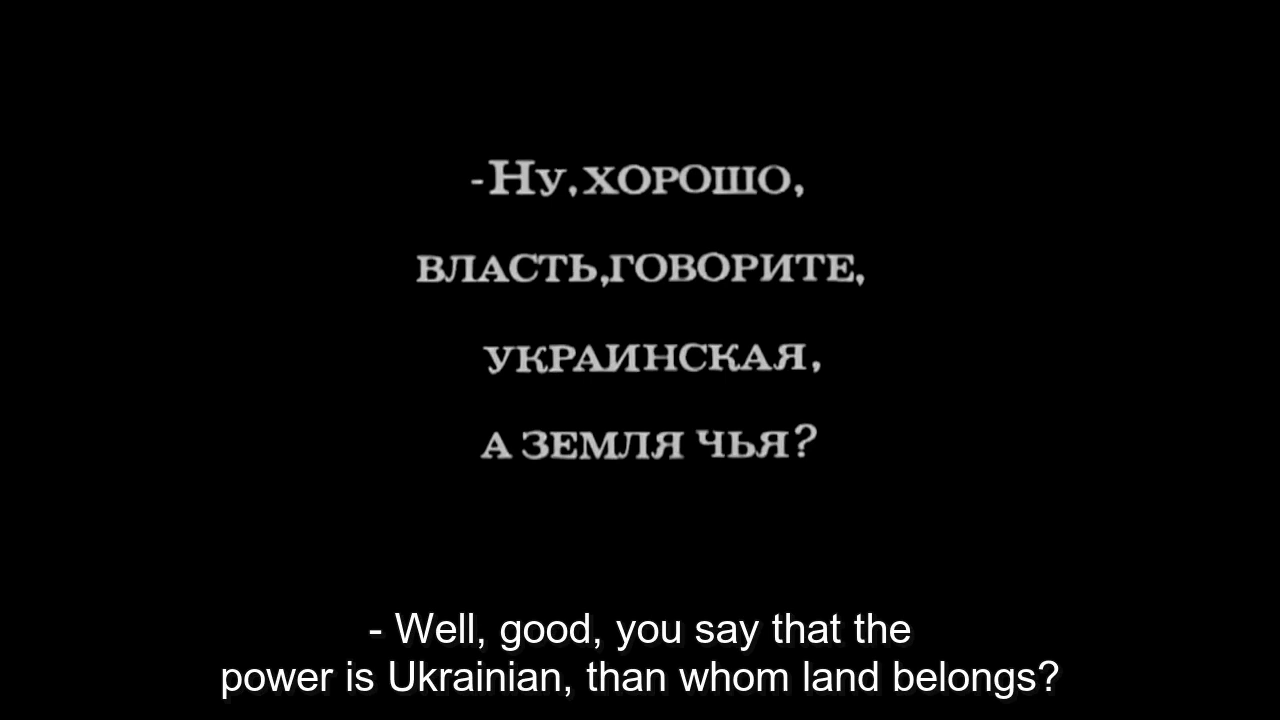 -Ну, хорошо,
власть, говорите,
украинская,
а земля чья?
- Well, good, you say that the
power is Ukrainian, than whom land belongs?